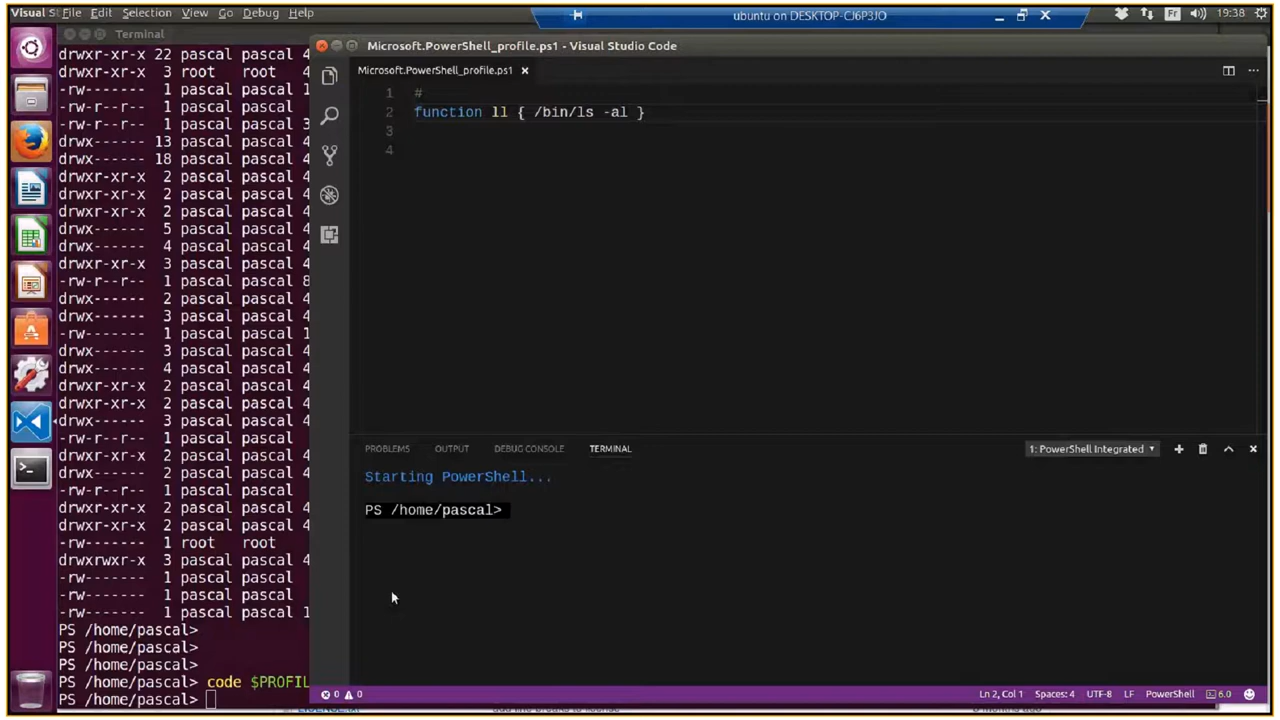 Visual St File Edit Selection View Go Debug Help
ubuntu on DESKTOP-CJ6P3JO
Fr
19:38
Terminal
Microsoft.PowerShell_profile.ps1 - Visual Studio Code
Microsoft.PowerShell_profile.ps1
1 #
2 function ll { /bin/ls -al }
3
4
PROBLEMS OUTPUT DEBUG CONSOLE TERMINAL
1: PowerShell Integrated
Starting PowerShell...
PS /home/pascal>
drwxr-xr-x 22 pascal pascal 4
drwxr-xr-x 3 root root 4
-rw------- 1 pascal pascal 1
-rw-r--r-- 1 pascal pascal
-rw-r--r-- 1 pascal pascal 3
drwx------ 13 pascal pascal 4
drwx------ 18 pascal pascal 4
drwxr-xr-x 2 pascal pascal 4
drwxr-xr-x 2 pascal pascal 4
drwxr-xr-x 2 pascal pascal 4
drwx------ 5 pascal pascal 4
drwx------ 4 pascal pascal 4
drwxr-xr-x 3 pascal pascal 4
-rw-r--r-- 1 pascal pascal 8
drwx------ 2 pascal pascal 4
drwx------ 3 pascal pascal 4
-rw------- 1 pascal pascal 1
drwx------ 3 pascal pascal 4
drwx------ 4 pascal pascal 4
drwxr-xr-x 2 pascal pascal 4
drwxr-xr-x 2 pascal pascal 4
drwx------ 3 pascal pascal 4
-rw-r--r-- 1 pascal pascal
drwxr-xr-x 2 pascal pascal 4
drwx------ 2 pascal pascal 4
-rw-r--r-- 1 pascal pascal
drwxr-xr-x 2 pascal pascal 4
drwxr-xr-x 2 pascal pascal 4
-rw------- 1 root root
drwxrwxr-x 3 pascal pascal 4
-rw------- 1 pascal pascal
-rw------- 1 pascal pascal
-rw------- 1 pascal pascal 1
PS /home/pascal>
PS /home/pascal>
PS /home/pascal>
PS /home/pascal> code $PROFIL
PS /home/pascal>
0 0
Ln 2, Col 1 Spaces: 4 UTF-8 LF PowerShell 6.0